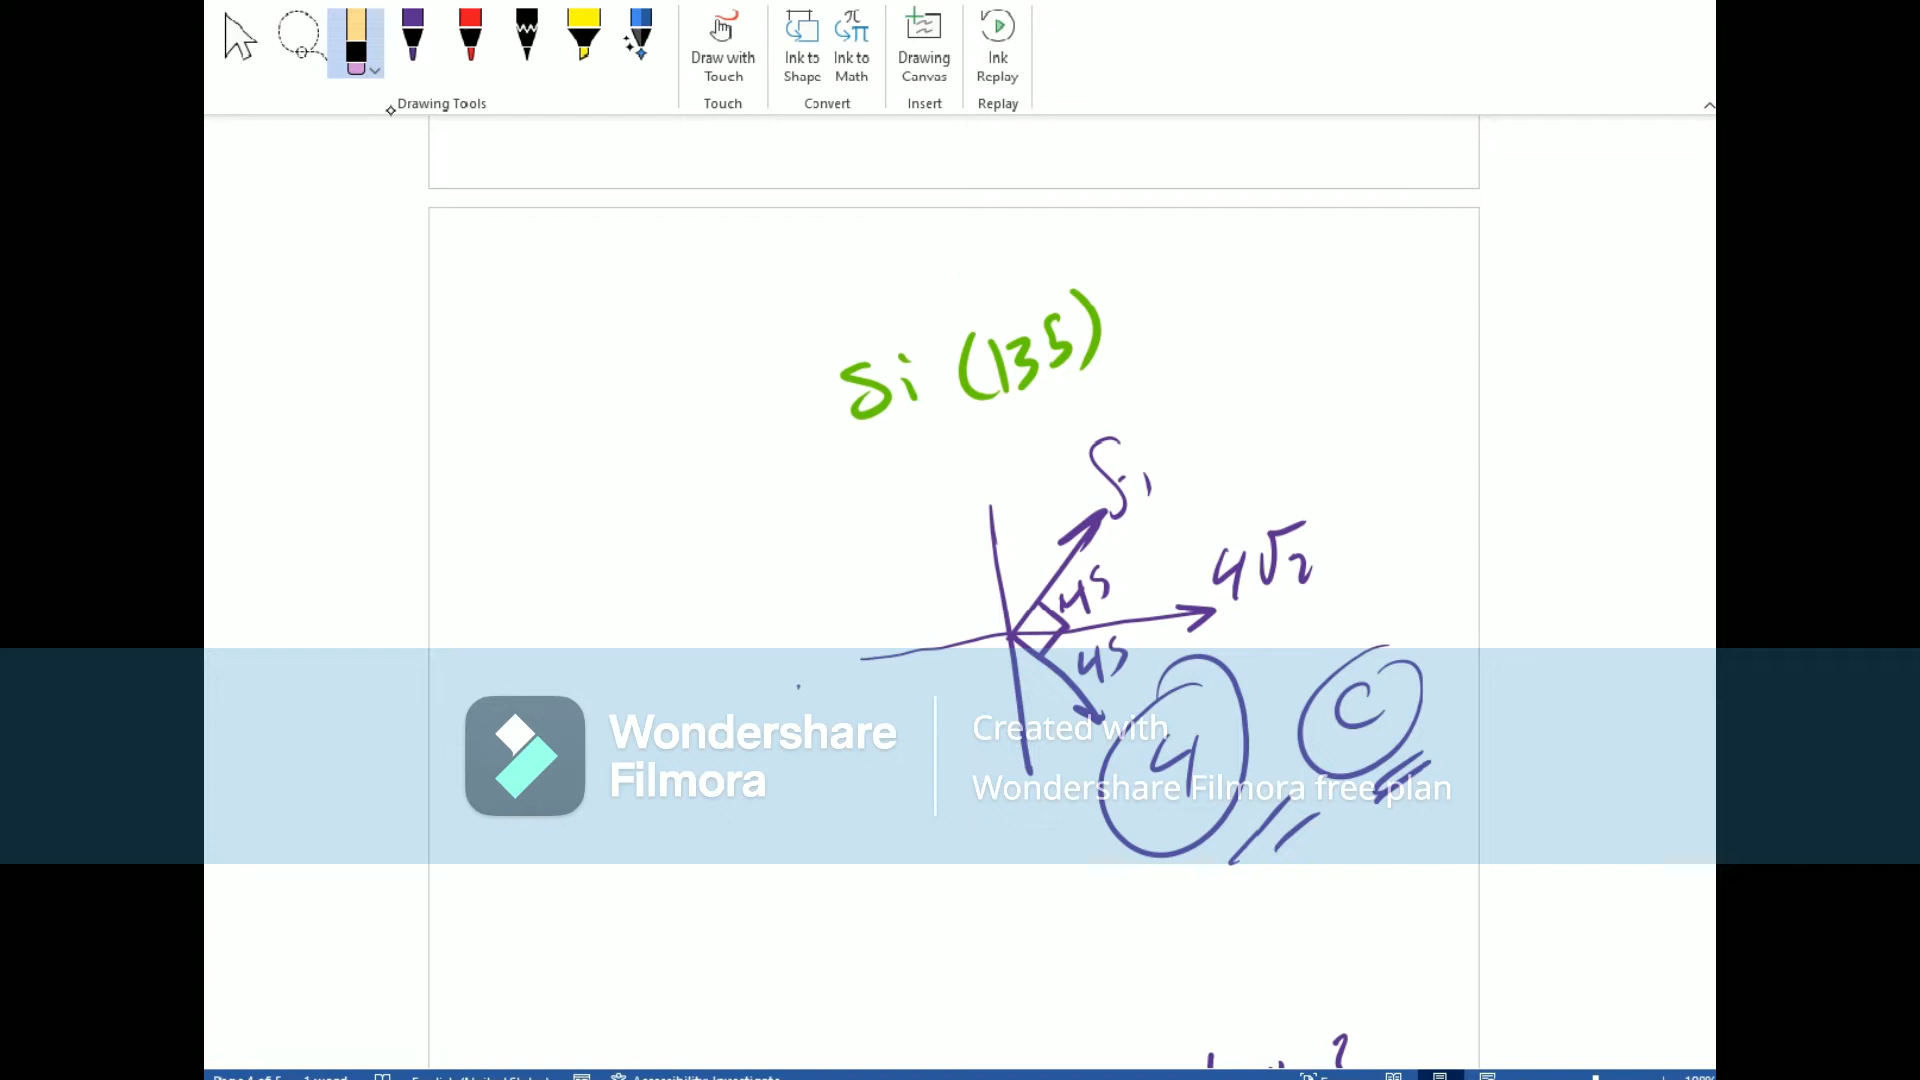 Draw with Touch
Ink to Shape
Ink to Math
Drawing Canvas
Ink Replay
Drawing Tools
Touch
Convert
Insert
Replay
Si (135)
4√2
45
45
4
C
Wondershare
Filmora
Created with
Wondershare Filmora free plan